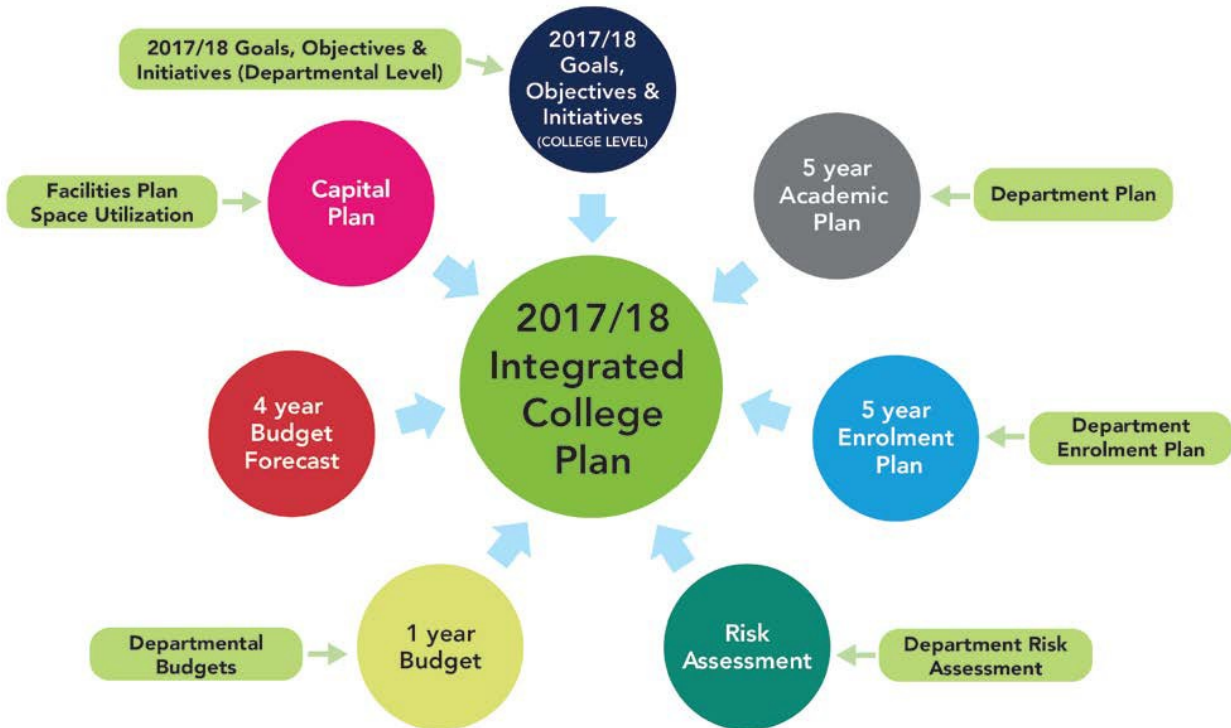 2017/18 Goals, Objectives &
Initiatives (Departmental Level)
2017/18
Goals,
Objectives &
Initiatives
(COLLEGE LEVEL)
Facilities Plan
Space Utilization
Capital
Plan
5 year
Academic
Plan
Department Plan
2017/18
Integrated
College
Plan
4 year
Budget
Forecast
5 year
Enrolment
Plan
Department
Enrolment Plan
Departmental
Budgets
1 year
Budget
Risk
Assessment
Department Risk
Assessment